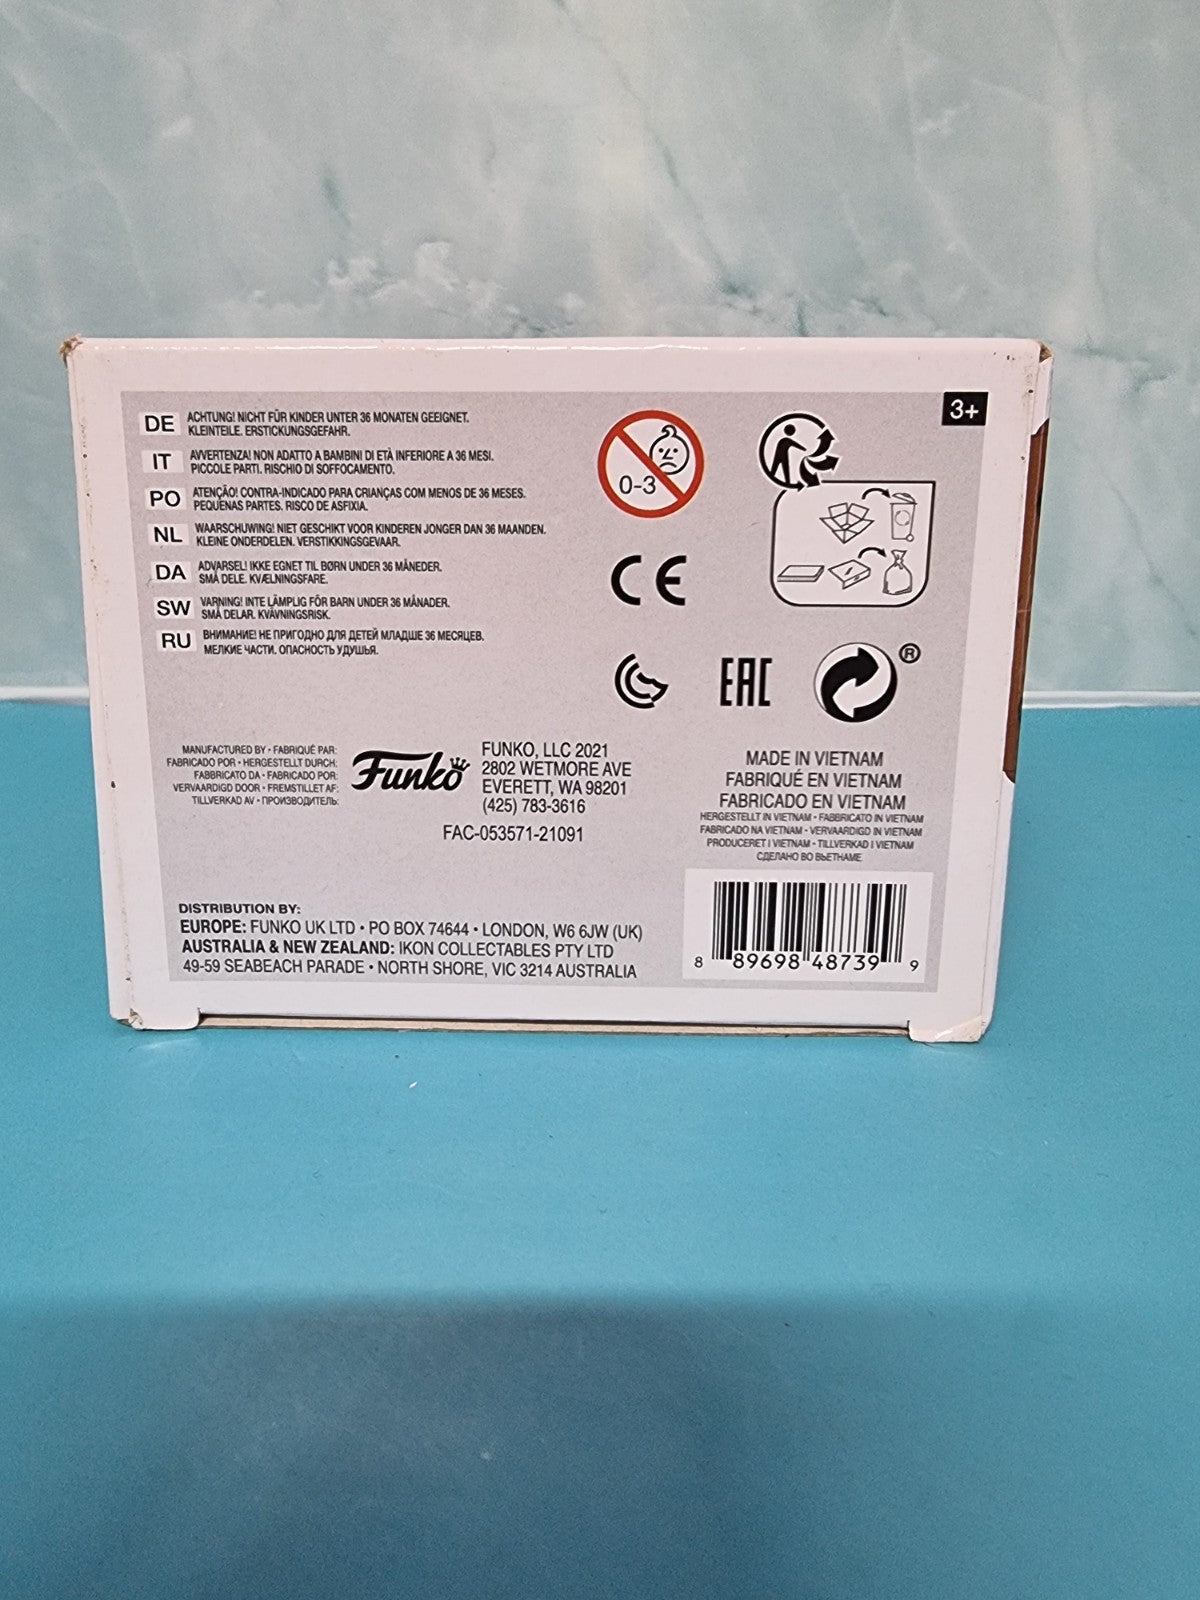 3+
DE ACHTUNG! NICHT FÜR KINDER UNTER 36 MONATEN GEEIGNET.
KLEINTEILE. ERSTICKUNGSGEFAHR.
IT AVVERTENZA! NON ADATTO A BAMBINI DI ETÀ INFERIORE A 36 MESI.
PICCOLE PARTI. RISCHIO DI SOFFOCAMENTO.
PO ATENÇÃO! CONTRA-INDICADO PARA CRIANÇAS COM MENOS DE 36 MESES.
PEQUENAS PARTES. RISCO DE ASFIXIA.
NL WAARSCHUWING! NIET GESCHIKT VOOR KINDEREN JONGER DAN 36 MAANDEN.
KLEINE ONDERDELEN. VERSTIKKINGSGEVAAR.
DA ADVARSEL! IKKE EGNET TIL BØRN UNDER 36 MÅNEDER.
SMÅ DELE. KVÆLNINGSFARE.
SW VARNING! INTE LÄMPLIG FÖR BARN UNDER 36 MÅNADER.
SMÅ DELAR. KVÄVNINGSRISK.
RU ВНИМАНИЕ! НЕ ПРИГОДНО ДЛЯ ДЕТЕЙ МЛАДШЕ 36 МЕСЯЦЕВ.
МЕЛКИЕ ЧАСТИ. ОПАСНОСТЬ УДУШЬЯ.
0-3
CE
EAC
®
MANUFACTURED BY • FABRIQUÉ PAR:
FABRICADO POR • HERGESTELLT DURCH:
FABBRICATO DA • FABRICADO POR:
VERVAARDIGD DOOR • FREMSTILLET AF:
TILLVERKAD AV • ПРОИЗВОДИТЕЛЬ:
Funko
FUNKO, LLC 2021
2802 WETMORE AVE
EVERETT, WA 98201
(425) 783-3616
FAC-053571-21091
MADE IN VIETNAM
FABRIQUÉ EN VIETNAM
FABRICADO EN VIETNAM
HERGESTELLT IN VIETNAM • FABBRICATO IN VIETNAM
FABRICADO NA VIETNAM • VERVAARDIGD IN VIETNAM
PRODUCERET I VIETNAM • TILLVERKAD I VIETNAM
СДЕЛАНО ВО ВЬЕТНАМЕ
DISTRIBUTION BY:
EUROPE: FUNKO UK LTD • PO BOX 74644 • LONDON, W6 6JW (UK)
AUSTRALIA & NEW ZEALAND: IKON COLLECTABLES PTY LTD
49-59 SEABEACH PARADE • NORTH SHORE, VIC 3214 AUSTRALIA
8 89698 48739 9